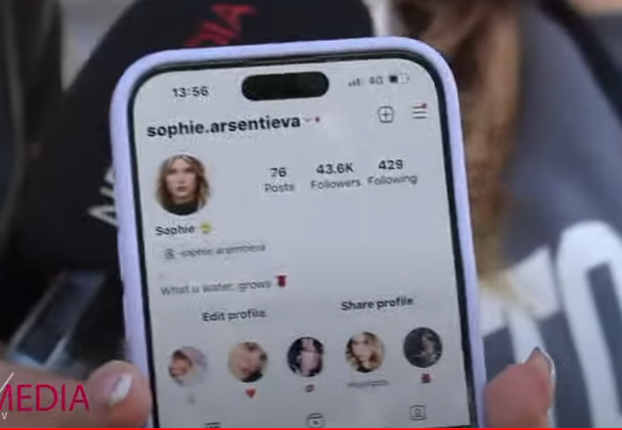 13:56
4G
sophie.arsentieva
76 43.6K 429
Posts Followers Following
Sophie
sophie.arsentieva
What u water, grows
Edit profile Share profile
Highlights
MEDIA
V